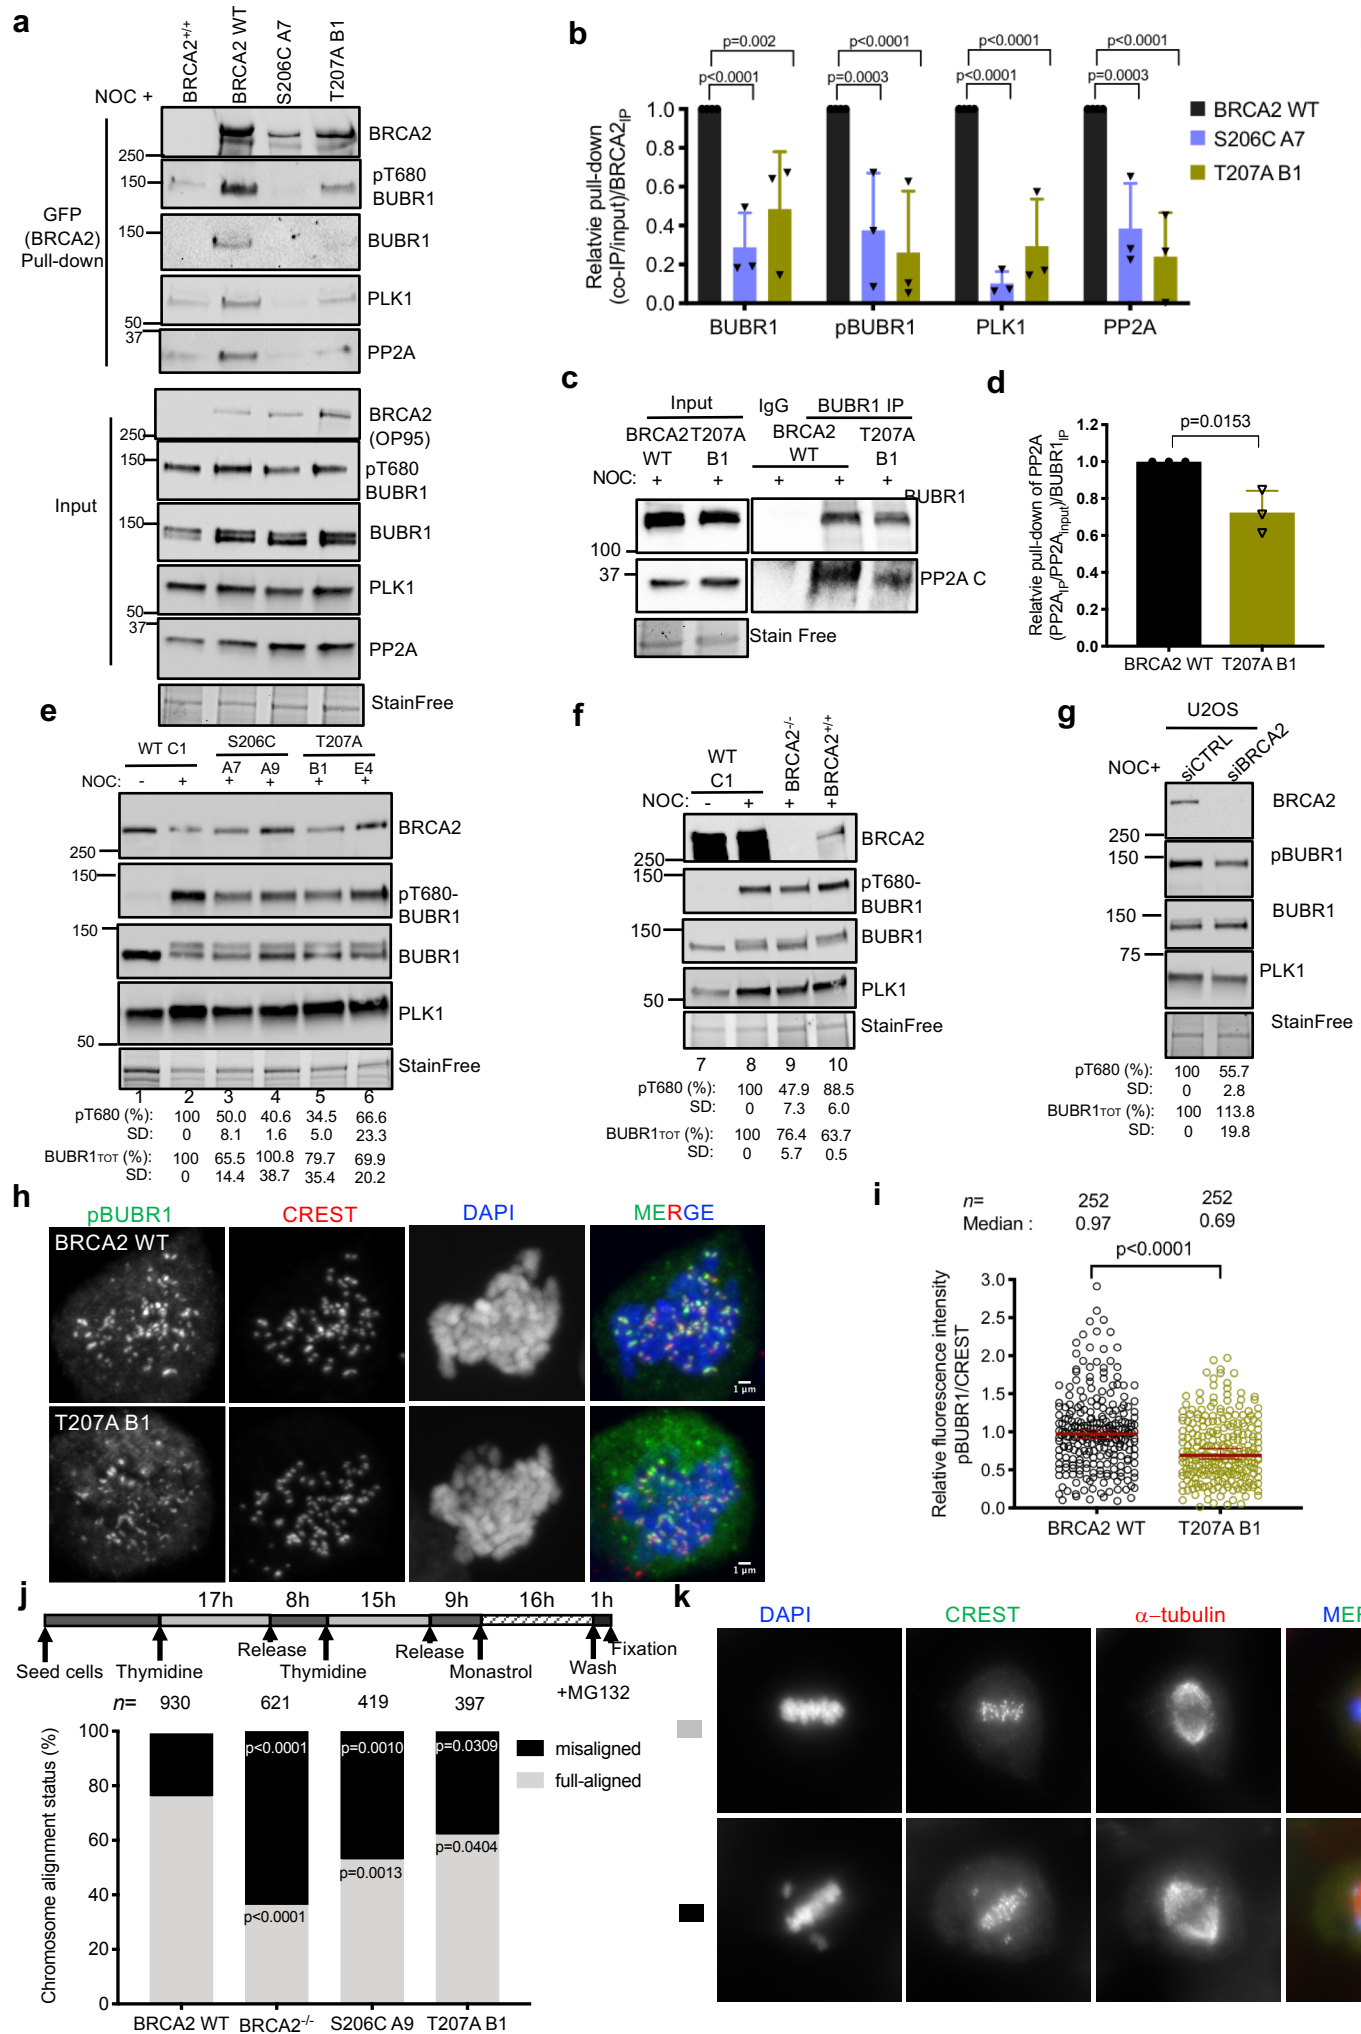 a
NOC +
BRCA2+/+
BRCA2 WT
S206C A7
T207A B1
GFP
(BRCA2)
Pull-down
250
BRCA2
150
pT680
BUBR1
150
BUBR1
PLK1
50
37
PP2A
Input
BRCA2
(OP95)
250
150
pT680
BUBR1
150
BUBR1
PLK1
50
37
PP2A
StainFree
b
p=0.002
p<0.0001
p<0.0001
p=0.0003
p<0.0001
p<0.0001
p<0.0001
p=0.0003
Relatvie pull-down
(co-IP/input)/BRCA2IP
1.0
0.8
0.6
0.4
0.2
0.0
BUBR1
pBUBR1
PLK1
PP2A
BRCA2 WT
S206C A7
T207A B1
c
Input
IgG
BUBR1 IP
BRCA2
WT
T207A
B1
BRCA2
WT
T207A
B1
NOC: + + + + +
BUBR1
100
37
PP2A C
Stain Free
d
p=0.0153
Relatvie pull-down of PP2A
(PP2AIP/PP2Ainput)/BUBR1IP
1.2
1.0
0.8
0.6
0.4
0.2
0.0
BRCA2 WT T207A B1
e
WT C1
S206C
T207A
A7 A9 B1 E4
NOC: - + + + + +
BRCA2
250
150
pT680-
BUBR1
150
BUBR1
PLK1
50
StainFree
1 2 3 4 5 6
pT680 (%): 100 50.0 40.6 34.5 66.6
SD: 0 8.1 1.6 5.0 23.3
BUBR1TOT (%): 100 65.5 100.8 79.7 69.9
SD: 0 14.4 38.7 35.4 20.2
f
WT
C1
BRCA2-/-
BRCA2+/+
NOC: - + + +
BRCA2
250
150
pT680-
BUBR1
150
BUBR1
PLK1
50
StainFree
7 8 9 10
pT680 (%): 100 47.9 88.5
SD: 0 7.3 6.0
BUBR1TOT (%): 100 76.4 63.7
SD: 0 5.7 0.5
g
U2OS
NOC+
siCTRL
siBRCA2
BRCA2
250
150
pBUBR1
150
BUBR1
75
PLK1
StainFree
pT680 (%): 100 55.7
SD: 0 2.8
BUBR1TOT (%): 100 113.8
SD: 0 19.8
h
pBUBR1
CREST
DAPI
MERGE
BRCA2 WT
1 µm
T207A B1
1 µm
i
n= 252 252
Median : 0.97 0.69
p<0.0001
Relative fluorescence intensity
pBUBR1/CREST
3.0
2.5
2.0
1.5
1.0
0.5
0.0
BRCA2 WT T207A B1
j
17h 8h 15h 9h 16h 1h
Seed cells
Thymidine
Release
Thymidine
Release
Monastrol
Wash
+MG132
Fixation
n= 930 621 419 397
Chromosome alignment status (%)
100
80
60
40
20
0
p<0.0001
p=0.0010
p=0.0309
p<0.0001
p=0.0013
p=0.0404
misaligned
full-aligned
BRCA2 WT BRCA2-/- S206C A9 T207A B1
k
DAPI
CREST
α−tubulin